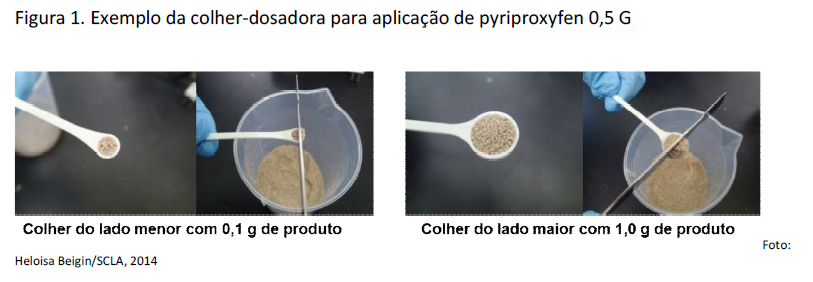 Figura 1. Exemplo da colher-dosadora para aplicação de pyriproxyfen 0,5 G
Colher do lado menor com 0,1 g de produto
Colher do lado maior com 1,0 g de produto
Foto:
Heloisa Beigin/SCLA, 2014